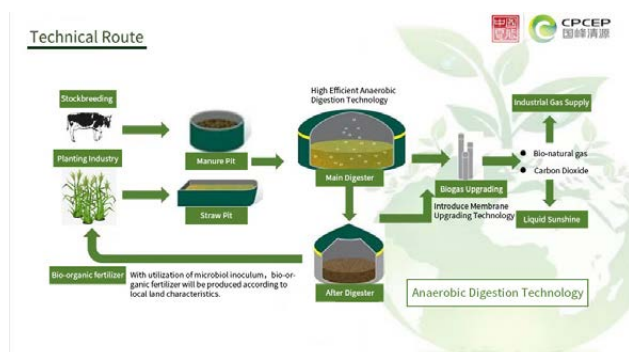 Technical Route
CPCEP
国峰清源
Stockbreeding
High Efficient Anaerobic
Digestion Technology
Industrial Gas Supply
Planting Industry
Manure Pit
Main Digester
Bio-natural gas
Carbon Dioxide
Biogas Upgrading
Introduce Membrane
Upgrading Technology
Straw Pit
Liquid Sunshine
Bio-organic fertilizer
With utilization of microbiol inoculum, bio-or-
ganic fertilizer will be produced according to
local land characteristics.
After Digester
Anaerobic Digestion Technology